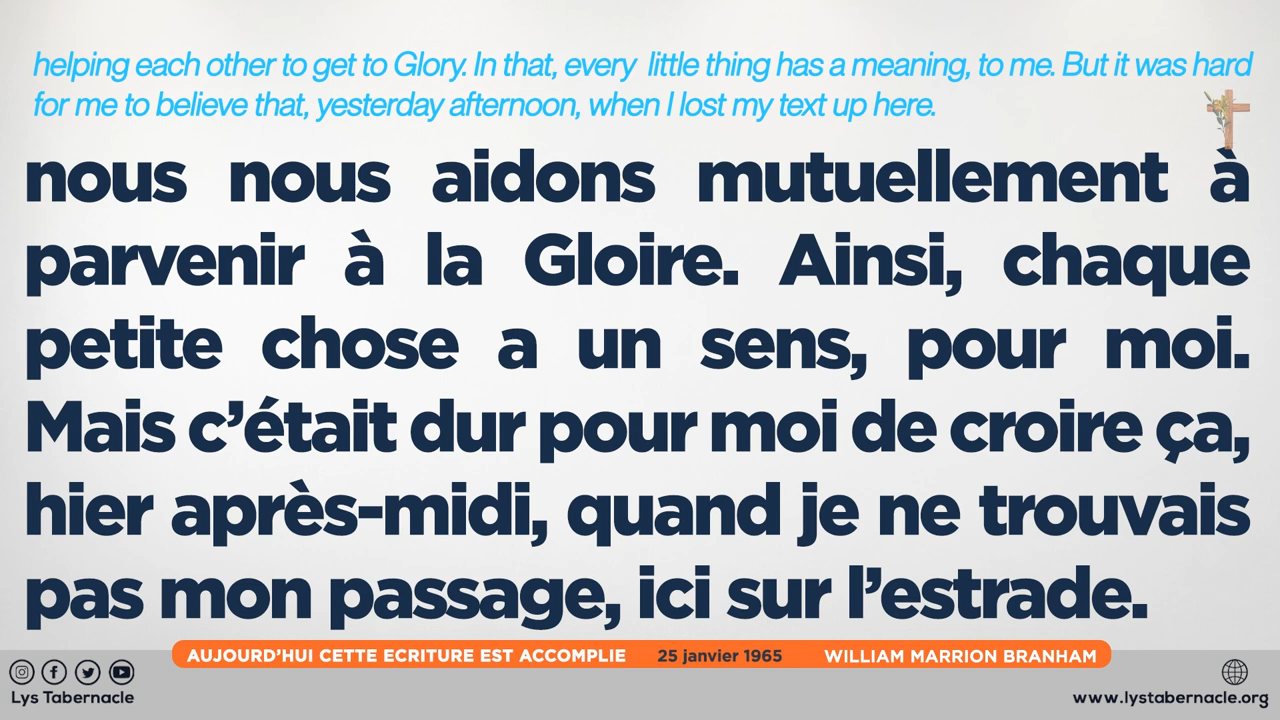 helping each other to get to Glory. In that, every little thing has a meaning, to me. But it was hard
for me to believe that, yesterday afternoon, when I lost my text up here.
nous nous aidons mutuellement à
parvenir à la Gloire. Ainsi, chaque
petite chose a un sens, pour moi.
Mais c’était dur pour moi de croire ça,
hier après-midi, quand je ne trouvais
pas mon passage, ici sur l’estrade.
AUJOURD’HUI CETTE ECRITURE EST ACCOMPLIE 25 janvier 1965 WILLIAM MARRION BRANHAM
Lys Tabernacle
www.lystabernacle.org